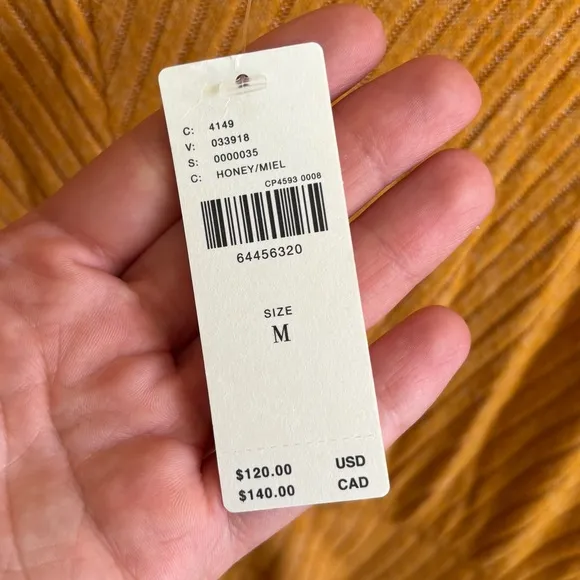 C: 4149
V: 033918
S: 0000035
C: HONEY/MIEL
CP4593 0008
64456320
SIZE
M
$120.00 USD
$140.00 CAD